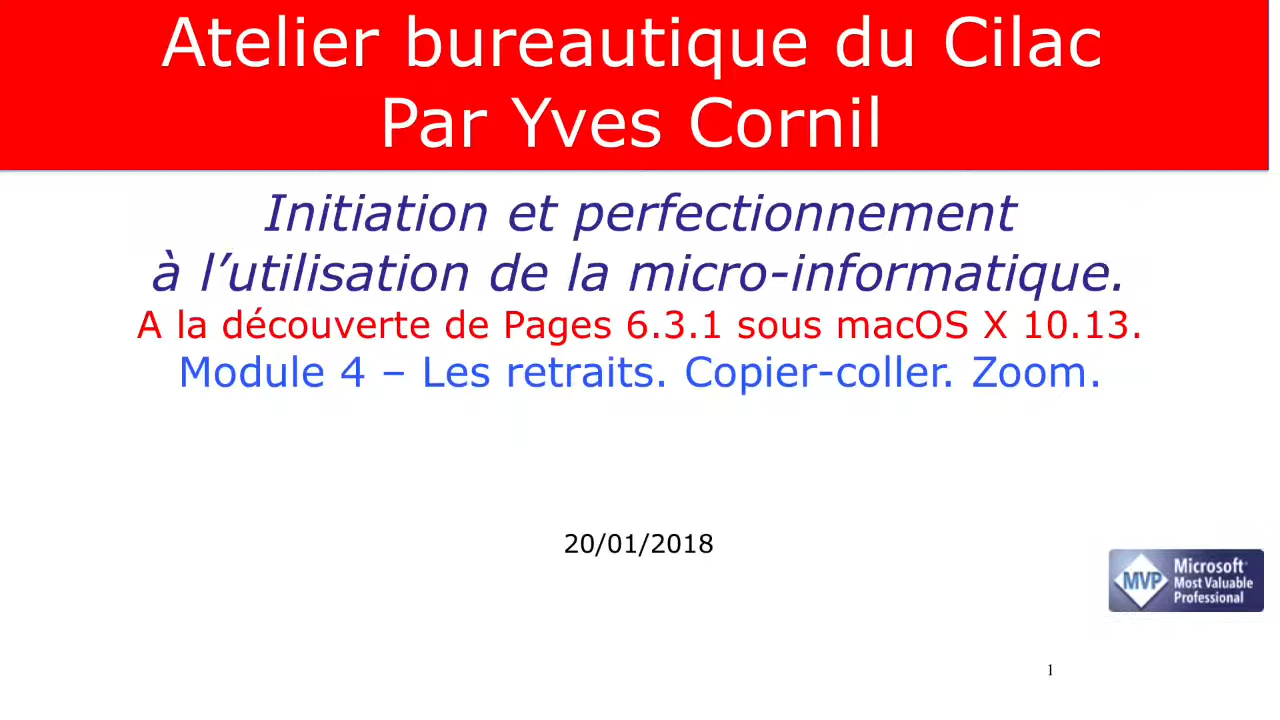 Atelier bureautique du Cilac
Par Yves Cornil
Initiation et perfectionnement
à l’utilisation de la micro-informatique.
A la découverte de Pages 6.3.1 sous macOS X 10.13.
Module 4 – Les retraits. Copier-coller. Zoom.
20/01/2018
MVP
Microsoft
Most Valuable
Professional
1